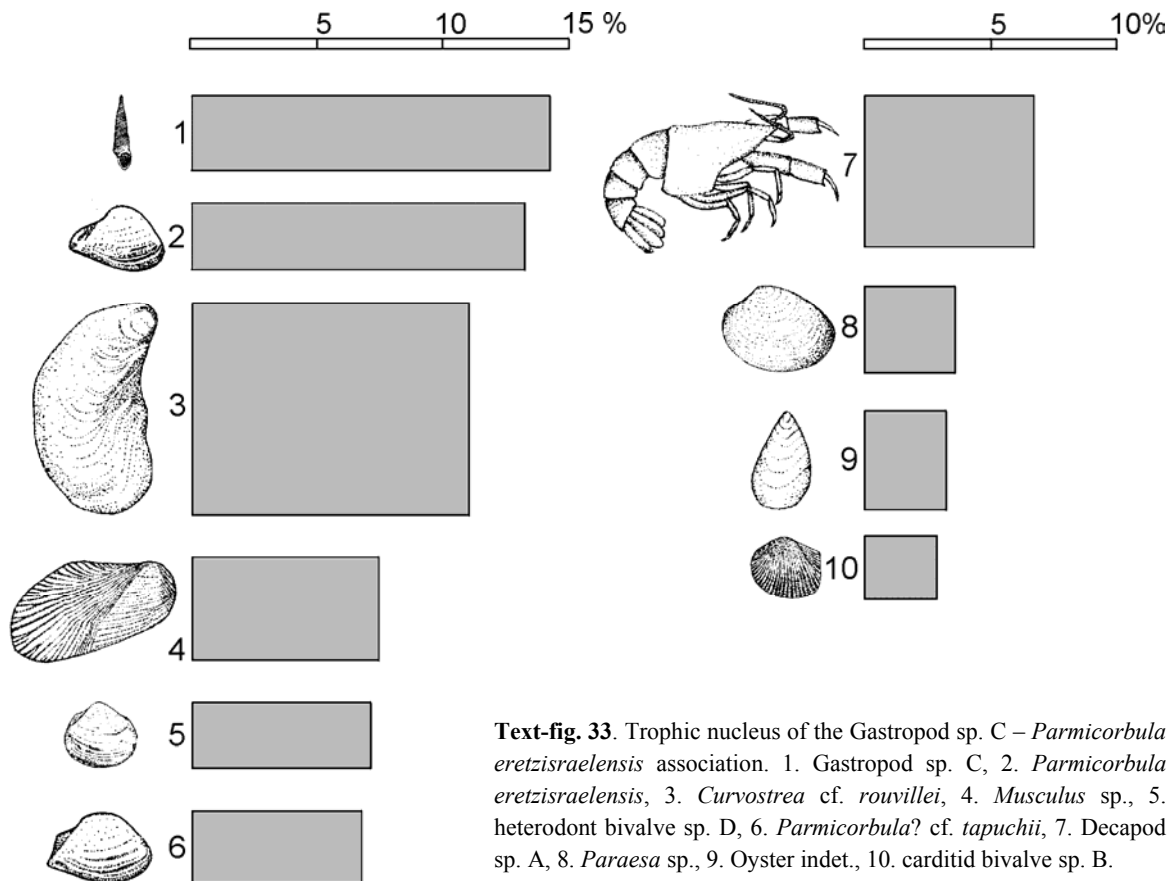 5 10 15 %
5 10%
1
2
3
4
5
6
7
8
9
10
Text-fig. 33. Trophic nucleus of the Gastropod sp. C – Parmicorbula
eretzisraelensis association. 1. Gastropod sp. C, 2. Parmicorbula
eretzisraelensis, 3. Curvostrea cf. rouvillei, 4. Musculus sp., 5.
heterodont bivalve sp. D, 6. Parmicorbula? cf. tapuchii, 7. Decapod
sp. A, 8. Paraesa sp., 9. Oyster indet., 10. carditid bivalve sp. B.